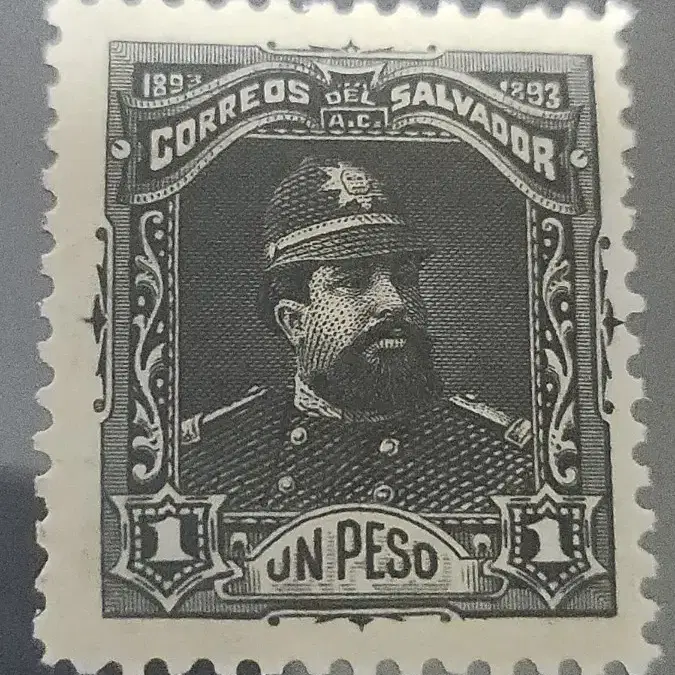 1893 1893
CORREOS DEL SALVADOR
A.C.
1 UN PESO 1